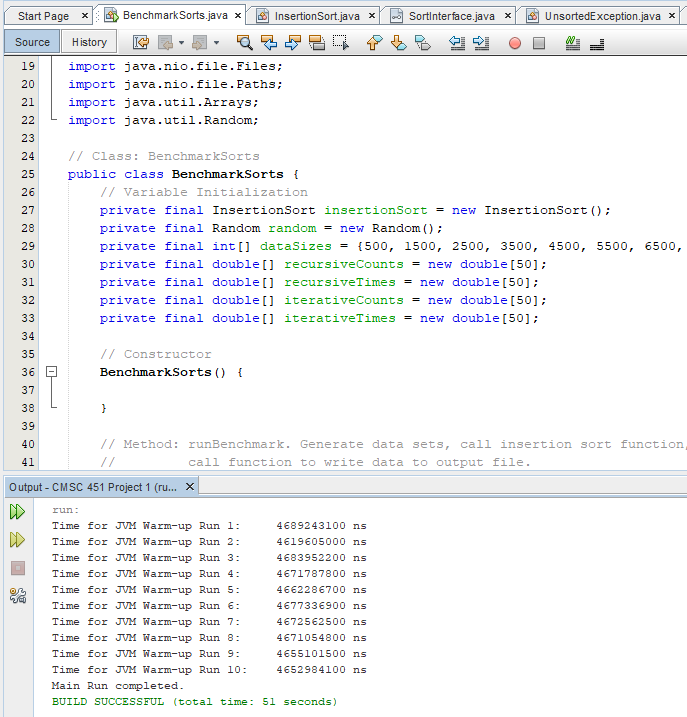 Start Page × BenchmarkSorts.java × InsertionSort.java × SortInterface.java × UnsortedException.java ×
Source History
19 import java.nio.file.Files;
20 import java.nio.file.Paths;
21 import java.util.Arrays;
22 import java.util.Random;
23
24 // Class: BenchmarkSorts
25 public class BenchmarkSorts {
26 // Variable Initialization
27 private final InsertionSort insertionSort = new InsertionSort();
28 private final Random random = new Random();
29 private final int[] dataSizes = {500, 1500, 2500, 3500, 4500, 5500, 6500,
30 private final double[] recursiveCounts = new double[50];
31 private final double[] recursiveTimes = new double[50];
32 private final double[] iterativeCounts = new double[50];
33 private final double[] iterativeTimes = new double[50];
34
35 // Constructor
36 BenchmarkSorts() {
37
38 }
39
40 // Method: runBenchmark. Generate data sets, call insertion sort function,
41 // call function to write data to output file.
Output - CMSC 451 Project 1 (ru... ×
run:
Time for JVM Warm-up Run 1: 4689243100 ns
Time for JVM Warm-up Run 2: 4619605000 ns
Time for JVM Warm-up Run 3: 4683952200 ns
Time for JVM Warm-up Run 4: 4671787800 ns
Time for JVM Warm-up Run 5: 4662286700 ns
Time for JVM Warm-up Run 6: 4677336900 ns
Time for JVM Warm-up Run 7: 4672562500 ns
Time for JVM Warm-up Run 8: 4671054800 ns
Time for JVM Warm-up Run 9: 4655101500 ns
Time for JVM Warm-up Run 10: 4652984100 ns
Main Run completed.
BUILD SUCCESSFUL (total time: 51 seconds)